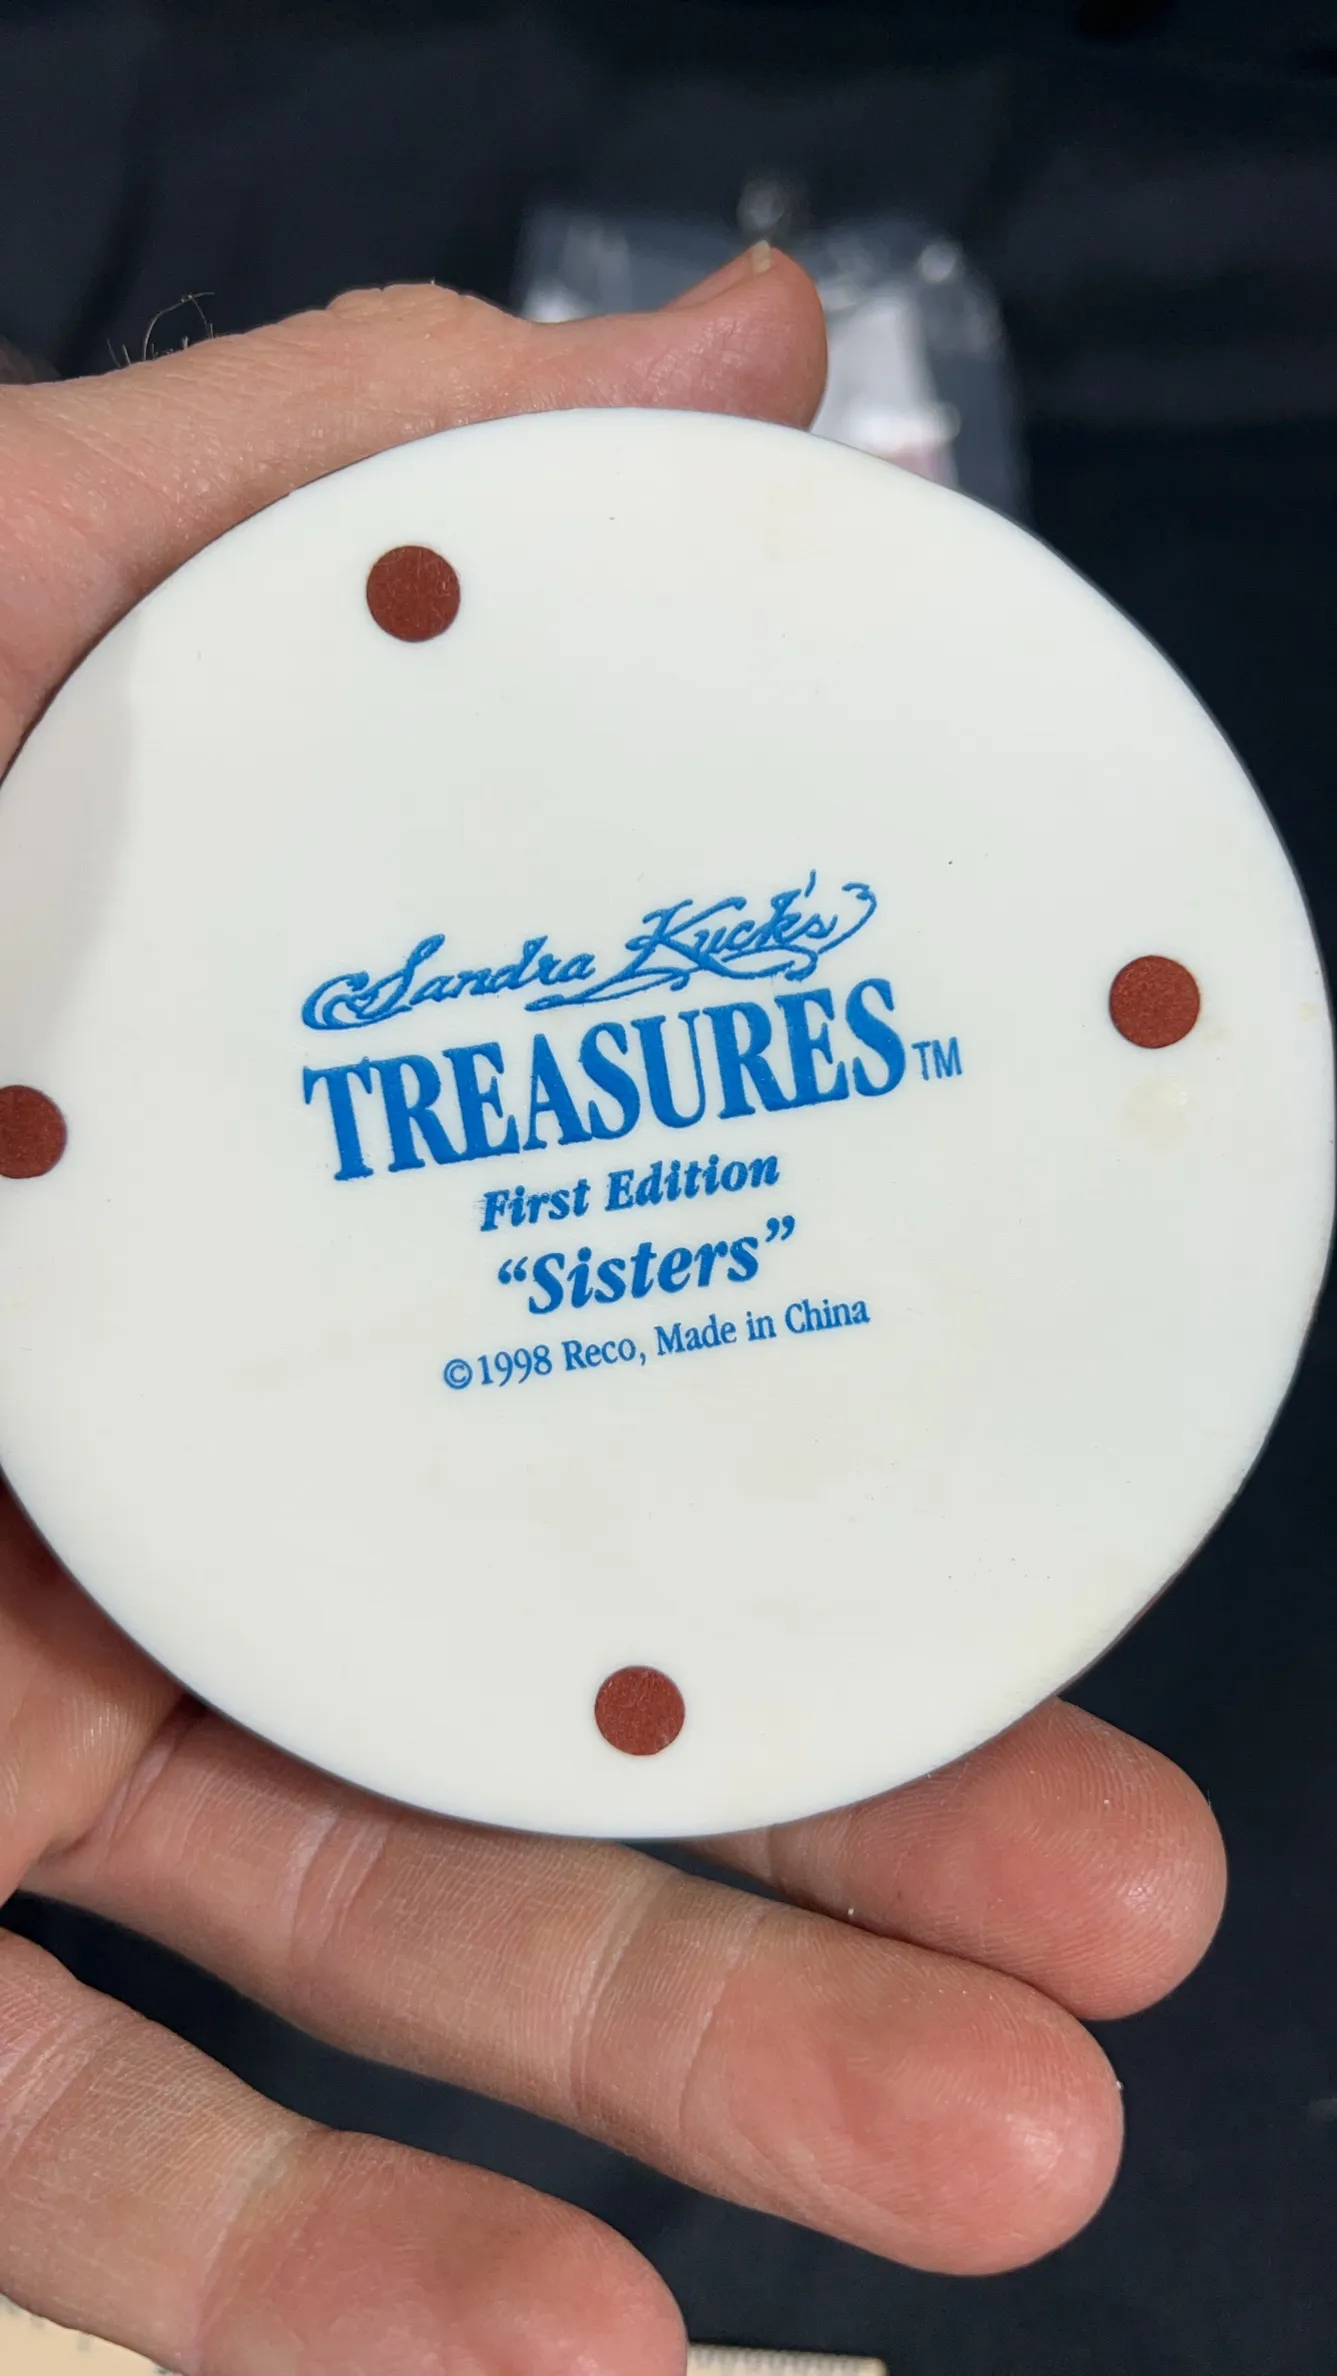 Sandra Kuck's
TREASURES™
First Edition
“Sisters”
©1998 Reco, Made in China